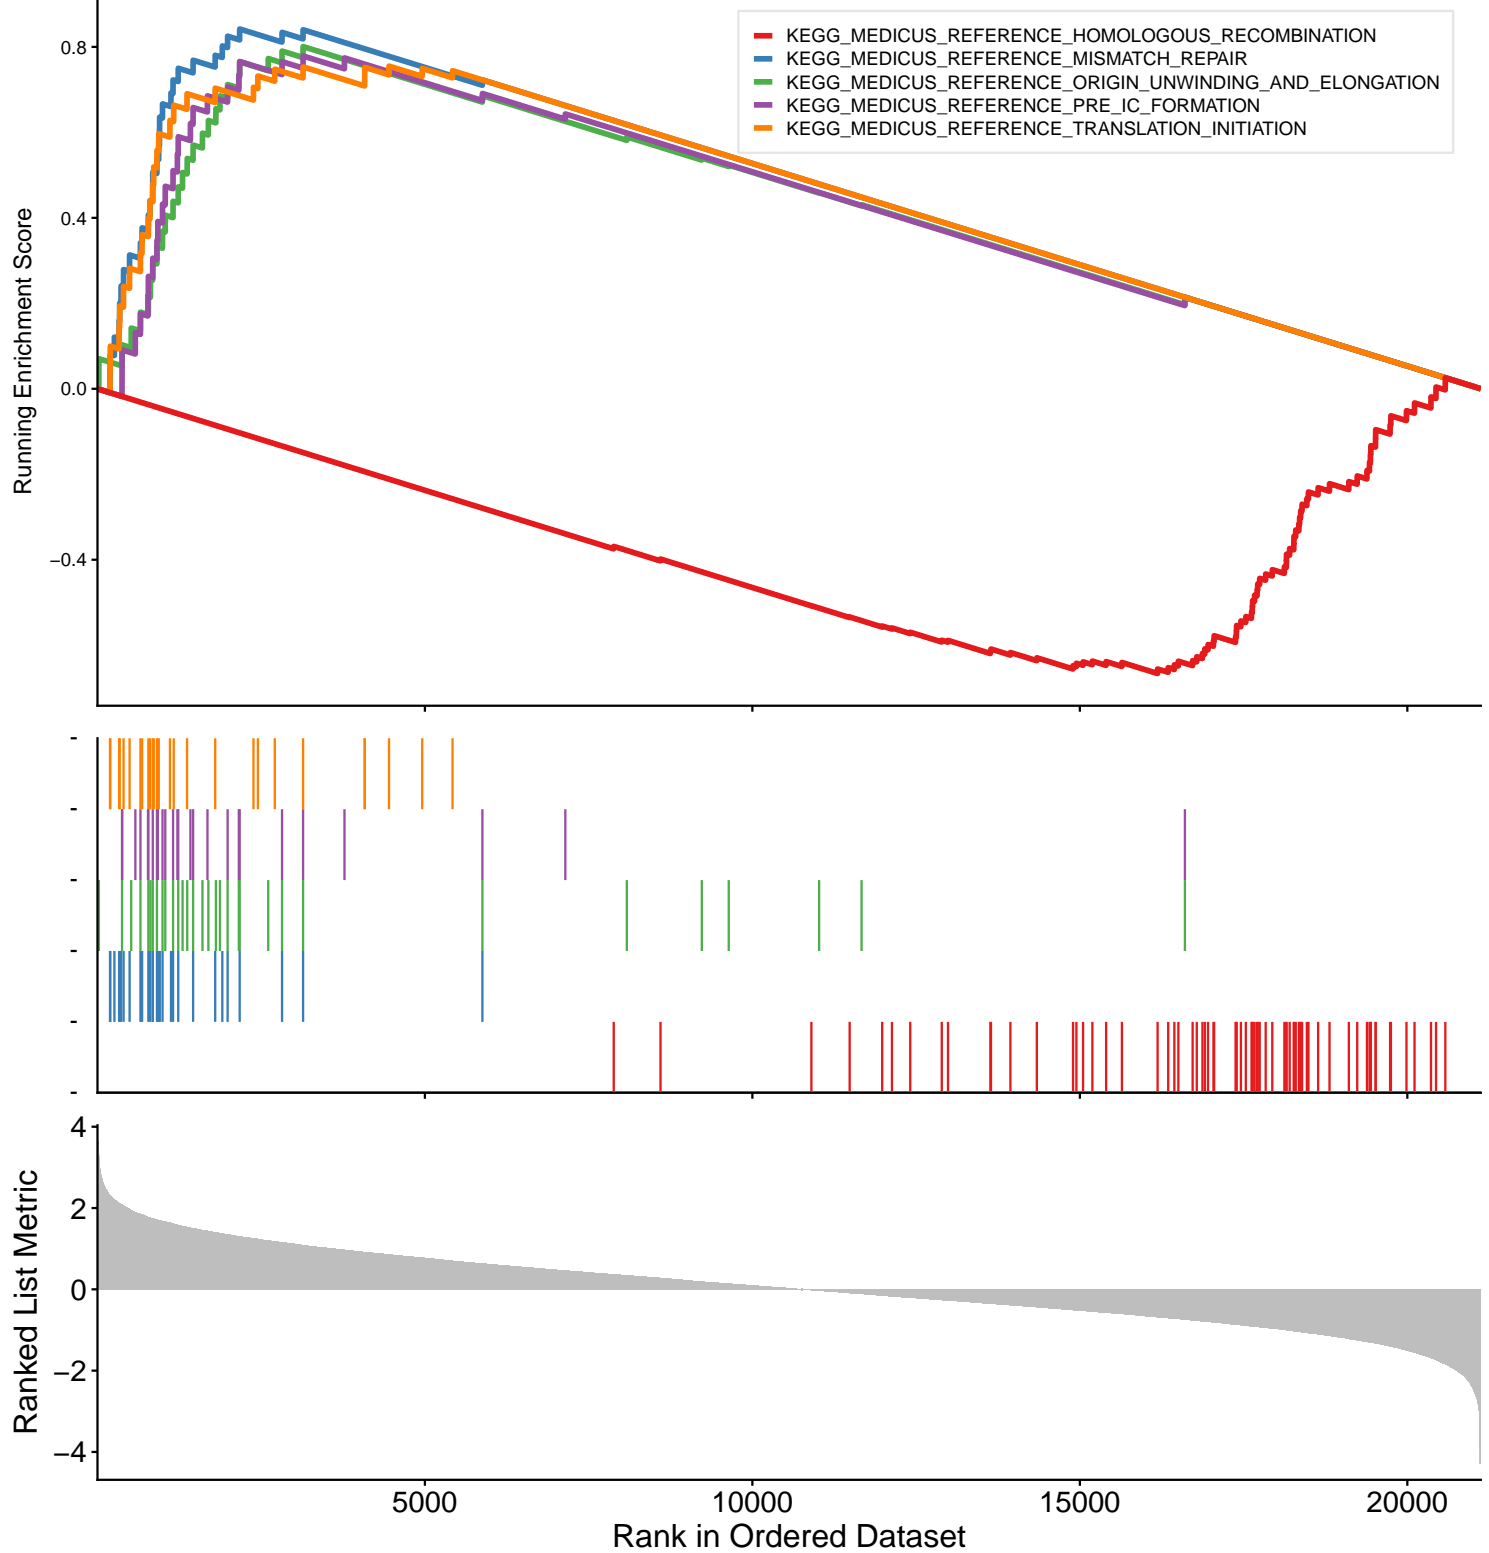 KEGG_MEDICUS_REFERENCE_HOMOLOGOUS_RECOMBINATION
KEGG_MEDICUS_REFERENCE_MISMATCH_REPAIR
KEGG_MEDICUS_REFERENCE_ORIGIN_UNWINDING_AND_ELONGATION
KEGG_MEDICUS_REFERENCE_PRE_IC_FORMATION
KEGG_MEDICUS_REFERENCE_TRANSLATION_INITIATION
Running Enrichment Score
0.8
0.4
0.0
−0.4
Ranked List Metric
4
2
0
−2
−4
5000
10000
15000
20000
Rank in Ordered Dataset